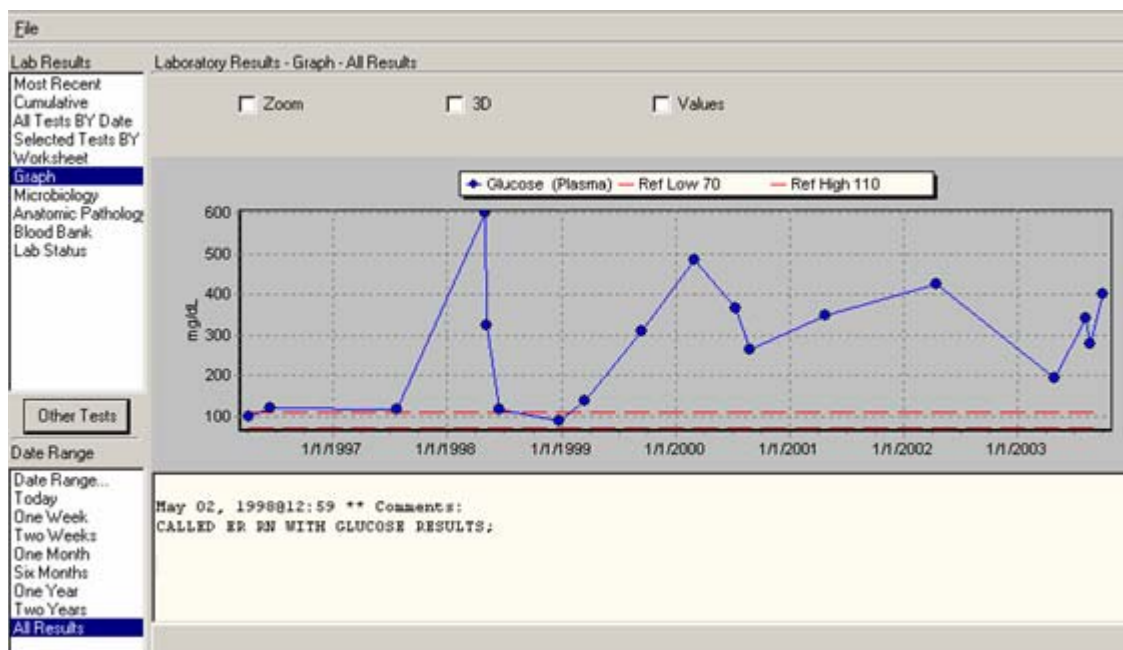 File
Lab Results
Most Recent
Cumulative
All Tests BY Date
Selected Tests BY
Worksheet
Graph
Microbiology
Anatomic Patholog
Blood Bank
Lab Status
Other Tests
Date Range
Date Range...
Today
One Week
Two Weeks
One Month
Six Months
One Year
Two Years
All Results
Laboratory Results - Graph - All Results
Zoom 3D Values
Glucose (Plasma) Ref Low 70 Ref High 110
mg/dL
600
500
400
300
200
100
1/1/1997 1/1/1998 1/1/1999 1/1/2000 1/1/2001 1/1/2002 1/1/2003
May 02, 1998@12:59 ** Comments:
CALLED ER RN WITH GLUCOSE RESULTS;